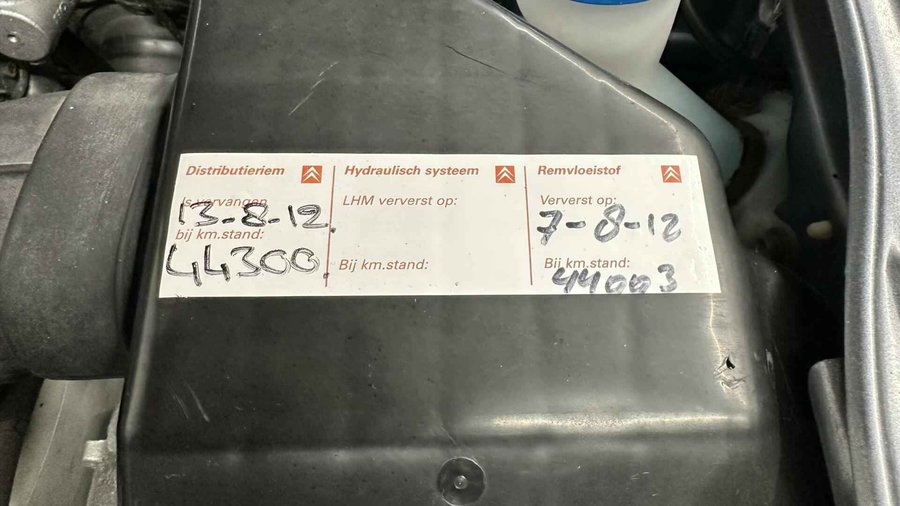 Distributieriem
Is vervangen
13-8-12.
bij km.stand:
44300.
Hydraulisch systeem
LHM ververst op:
Bij km.stand:
Remvloeistof
Ververst op:
7-8-12
Bij km.stand:
44003